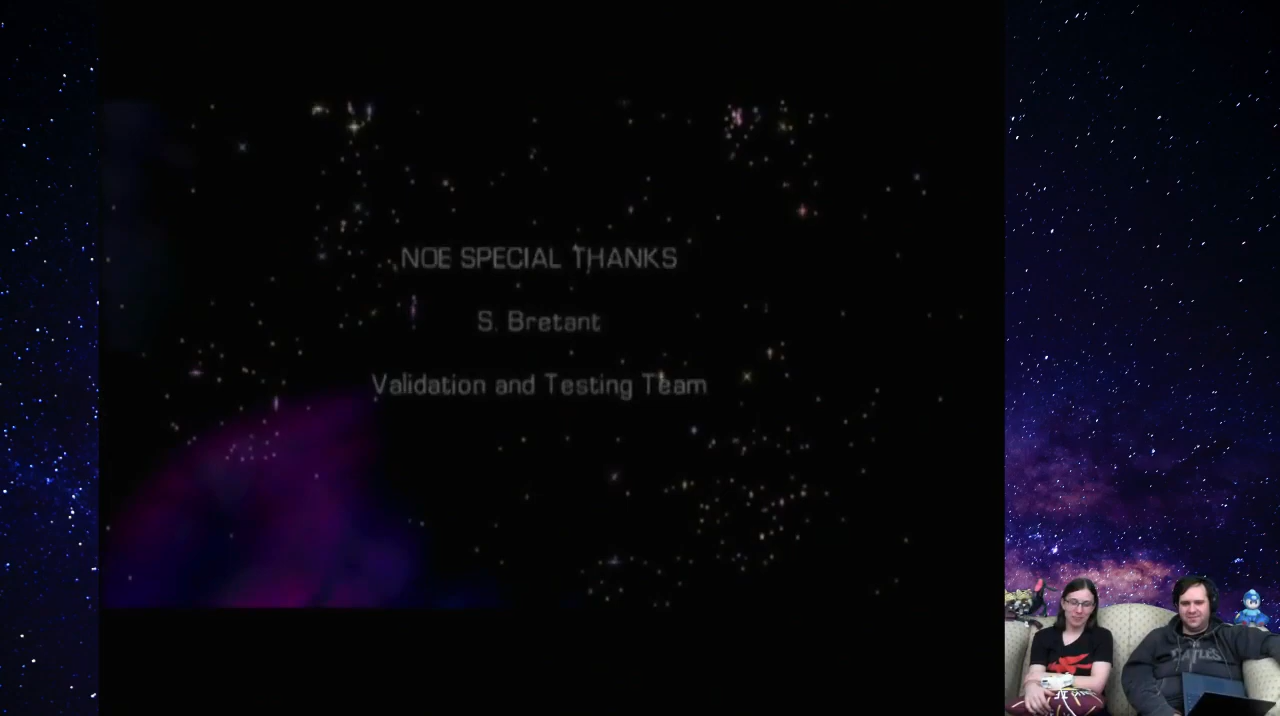 NOE SPECIAL THANKS
S. Bretant
Validation and Testing Team